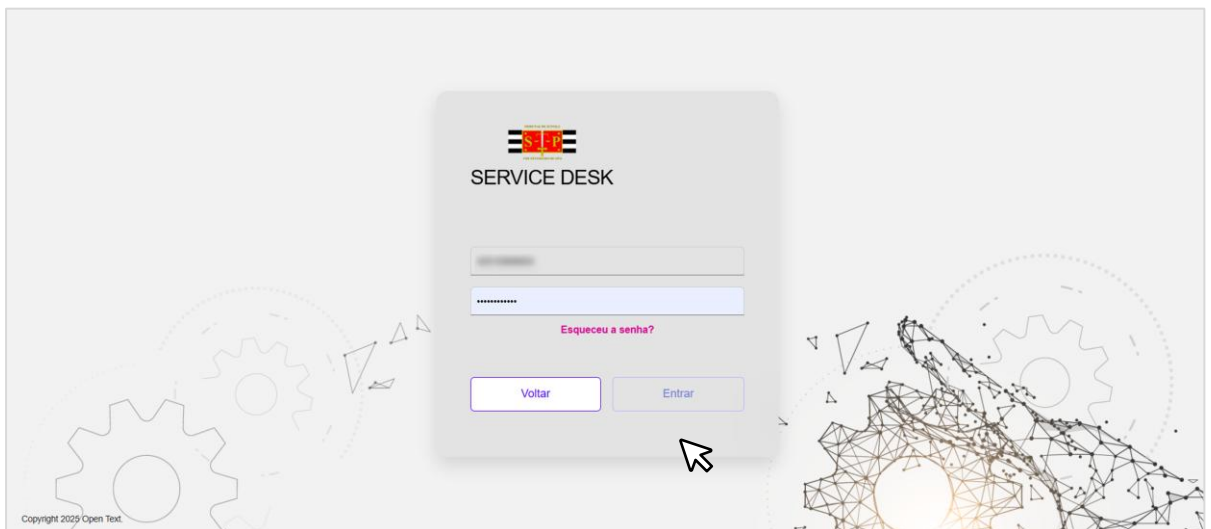 S P
SERVICE DESK
••••••••••••
Esqueceu a senha?
Voltar
Entrar
Copyright 2025 Open Text.